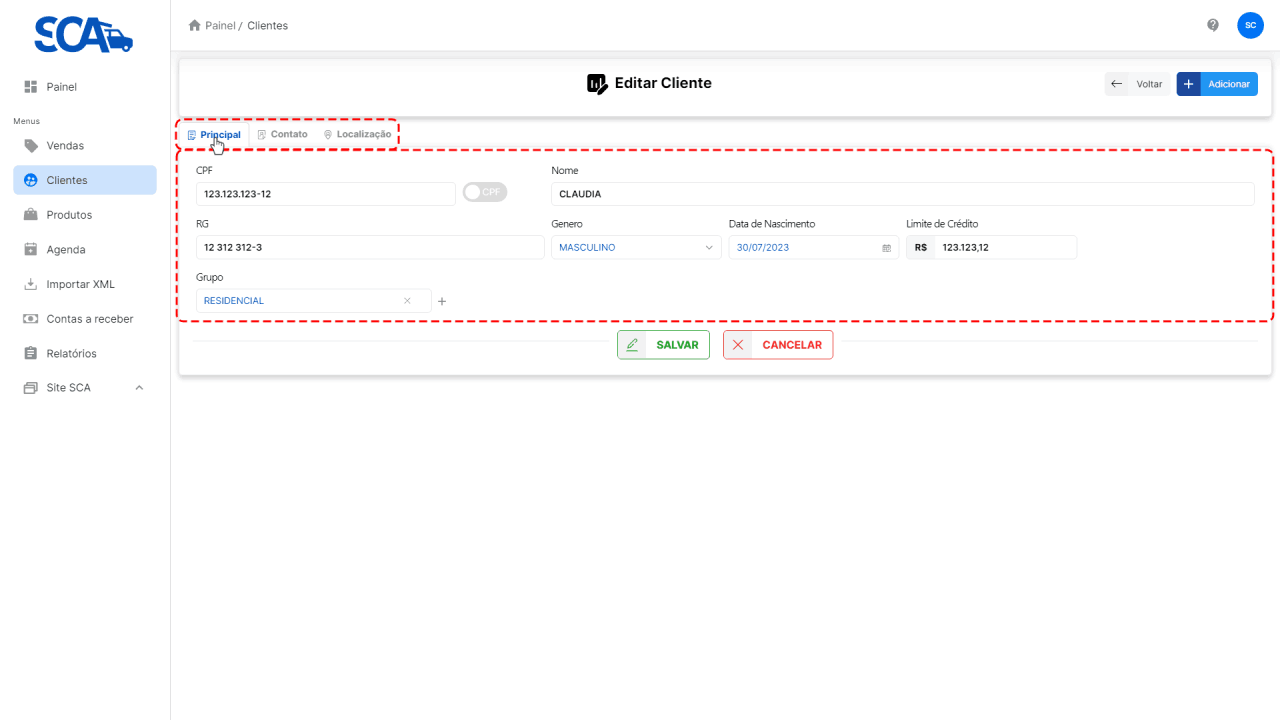 SCA
Painel / Clientes
SC
Painel
Menus
Vendas
Clientes
Produtos
Agenda
Importar XML
Contas a receber
Relatórios
Site SCA
Editar Cliente
Voltar
Adicionar
Principal Contato Localização
CPF Nome
123.123.123-12 CPF CLAUDIA
RG Genero Data de Nascimento Limite de Crédito
12 312 312-3 MASCULINO 30/07/2023 R$ 123.123,12
Grupo
RESIDENCIAL
SALVAR CANCELAR